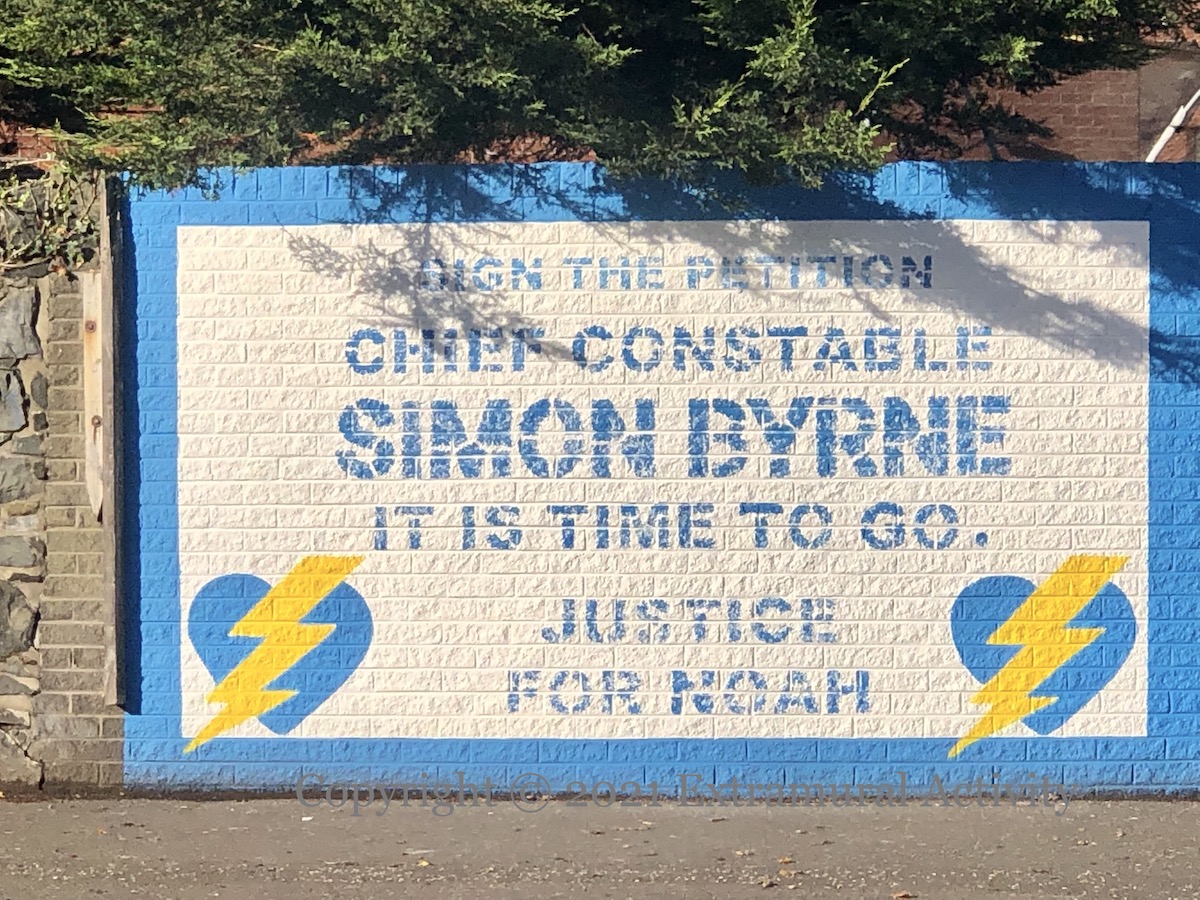 SIGN THE PETITION
CHIEF CONSTABLE
SIMON BYRNE
IT IS TIME TO GO.
JUSTICE
FOR NOAH
Copyright © 2021 Extramural Activity